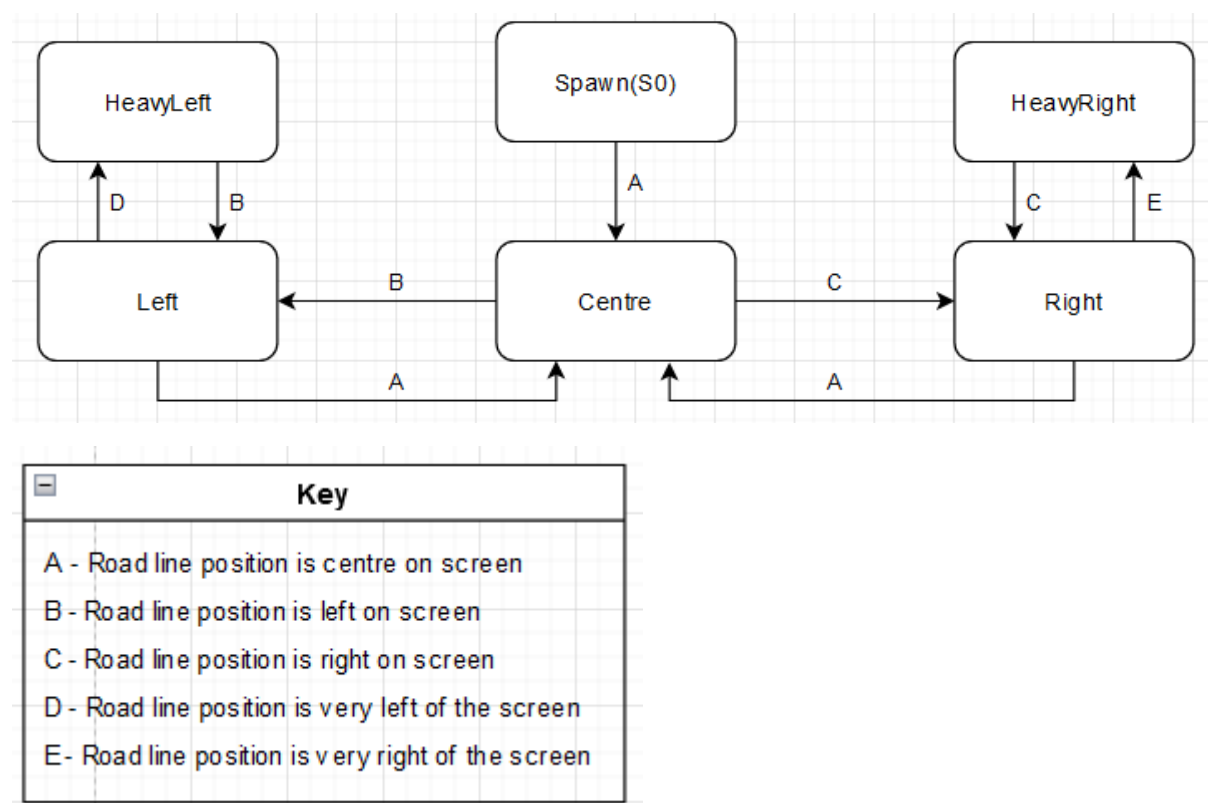 Spawn(S0)
HeavyLeft
HeavyRight
A
D
B
C
E
B
C
Left
Centre
Right
A
A
Key
A - Road line position is centre on screen
B - Road line position is left on screen
C - Road line position is right on screen
D - Road line position is very left of the screen
E- Road line position is very right of the screen